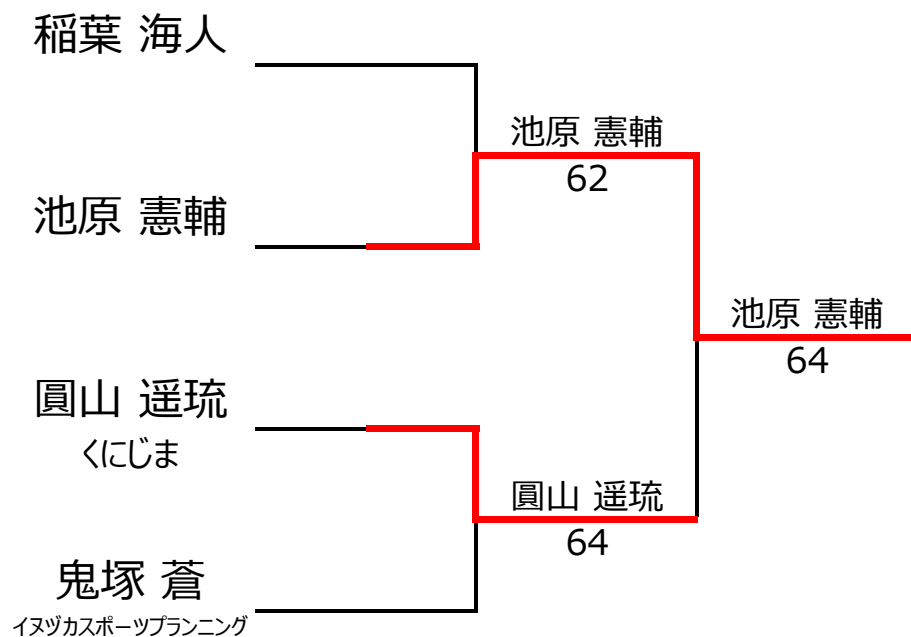 稲葉 海人
池原 憲輔
62
池原 憲輔
池原 憲輔
64
圓山 遥琉
くにじま
圓山 遥琉
64
鬼塚 蒼
イヌヅカスポーツプランニング